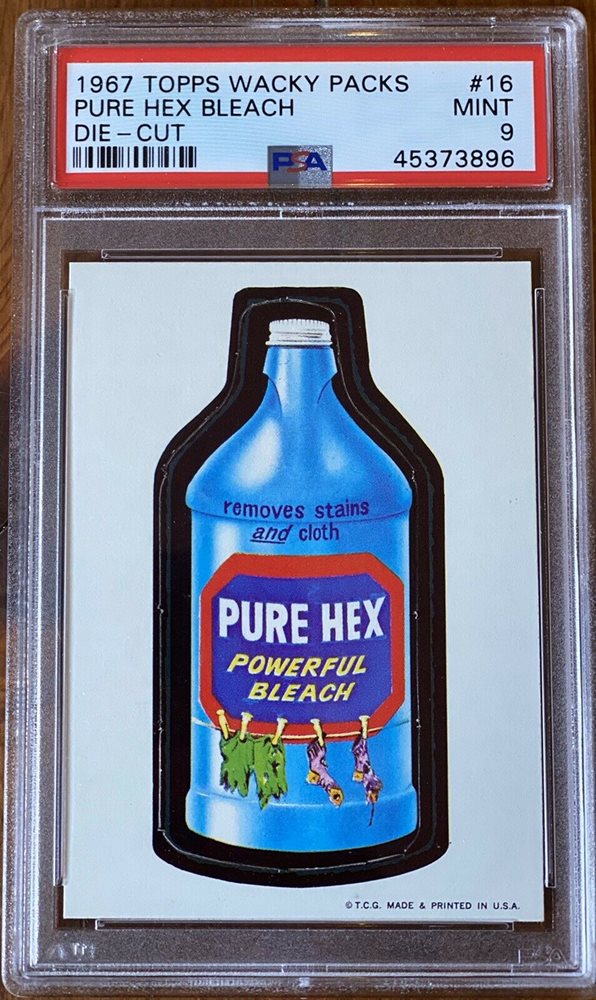 1967 TOPPS WACKY PACKS #16
PURE HEX BLEACH MINT
DIE-CUT 9
PSA 45373896
removes stains
and cloth
PURE HEX
POWERFUL
BLEACH
© T.C.G. MADE & PRINTED IN U.S.A.
PSA